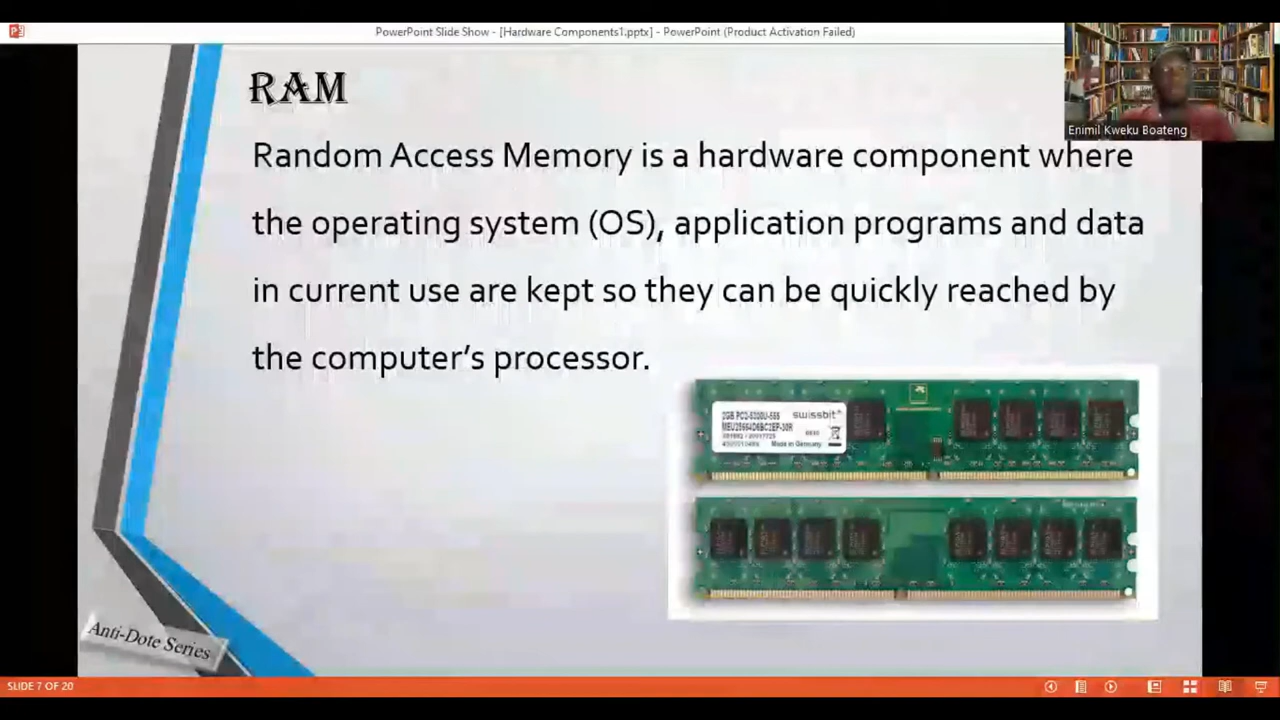 PowerPoint Slide Show - [Hardware Components1.pptx] - PowerPoint (Product Activation Failed)
RAM
Enimil Kweku Boateng
Random Access Memory is a hardware component where
the operating system (OS), application programs and data
in current use are kept so they can be quickly reached by
the computer's processor.
swissbit
Made in Germany
Anti-Dote Series
SLIDE 7 OF 20